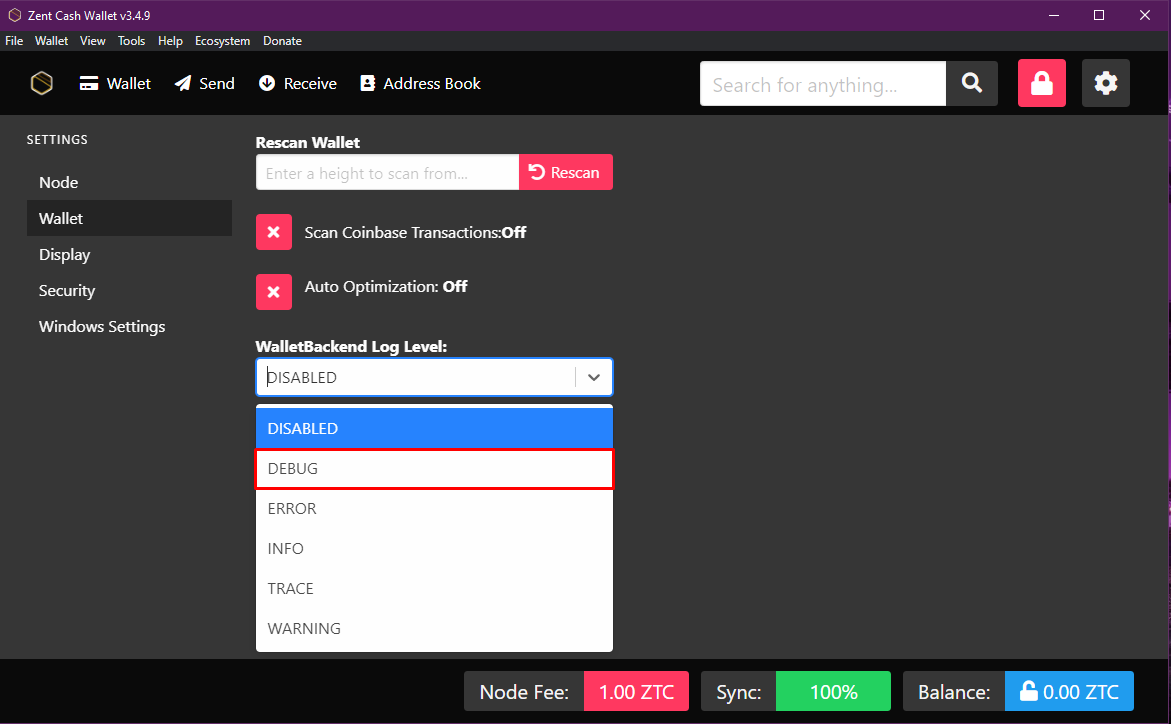 Zent Cash Wallet v3.4.9
File Wallet View Tools Help Ecosystem Donate
Wallet Send Receive Address Book Search for anything...
SETTINGS
Node
Wallet
Display
Security
Windows Settings
Rescan Wallet
Enter a height to scan from... Rescan
Scan Coinbase Transactions:Off
Auto Optimization: Off
WalletBackend Log Level:
DISABLED
DISABLED
DEBUG
ERROR
INFO
TRACE
WARNING
Node Fee: 1.00 ZTC Sync: 100% Balance: 0.00 ZTC